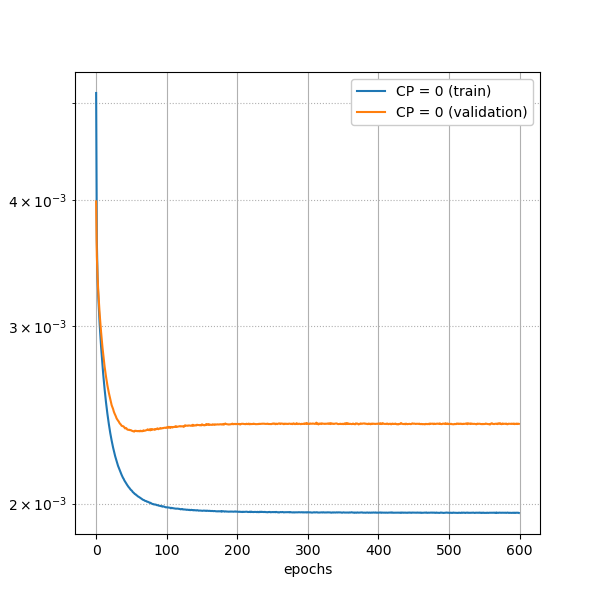 CP = 0 (train)
CP = 0 (validation)
4 × 10⁻³
3 × 10⁻³
2 × 10⁻³
0 100 200 300 400 500 600
epochs